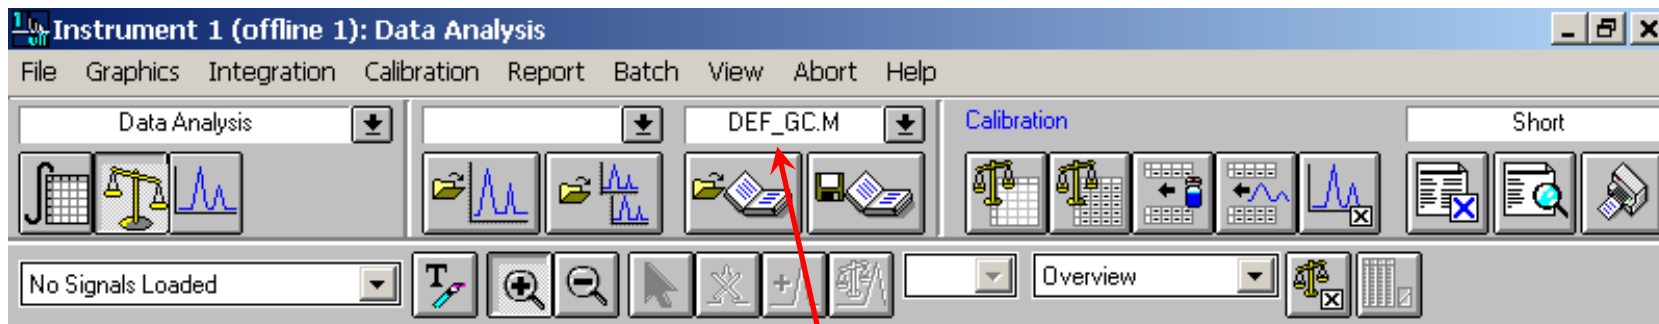 Instrument 1 (offline 1): Data Analysis
File Graphics Integration Calibration Report Batch View Abort Help
Data Analysis DEF_GC.M Calibration Short
No Signals Loaded T Overview